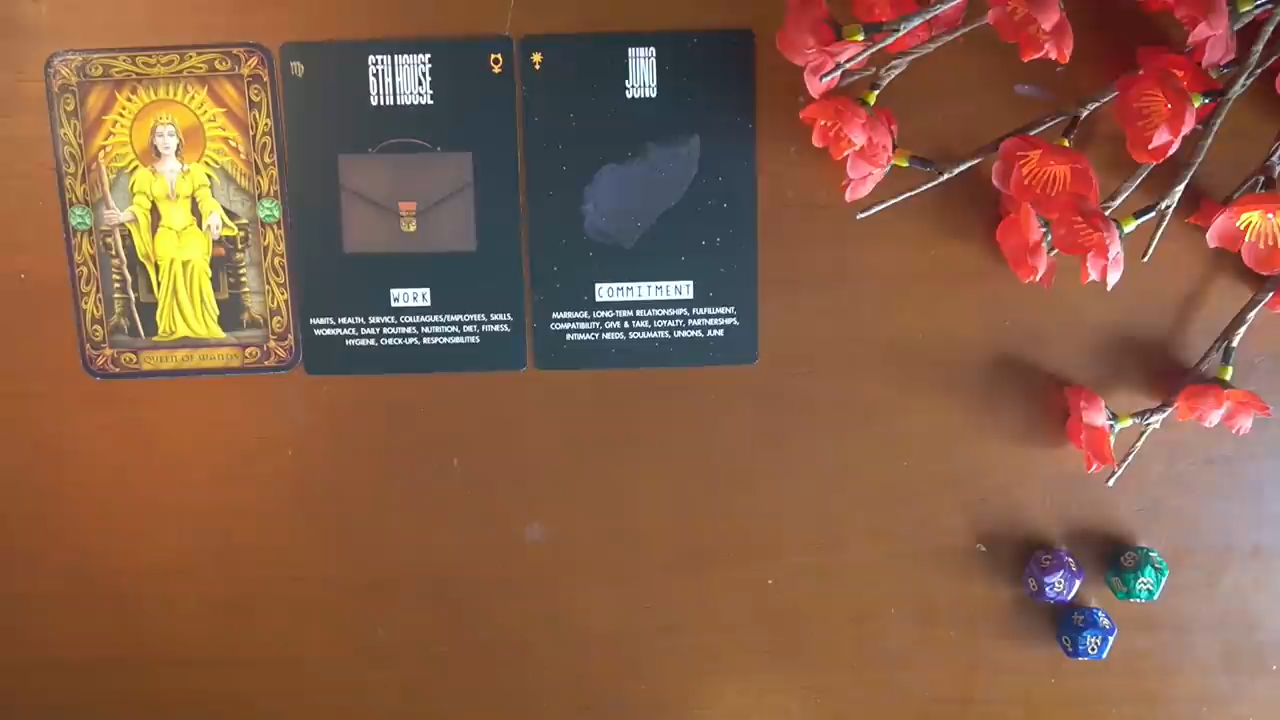 QUEEN OF WANDS
6TH HOUSE
WORK
HABITS, HEALTH, SERVICE, COLLEAGUES/EMPLOYEES, SKILLS,
WORKPLACE, DAILY ROUTINES, NUTRITION, DIET, FITNESS,
HYGIENE, CHECK-UPS, RESPONSIBILITIES
JUNO
COMMITMENT
MARRIAGE, LONG-TERM RELATIONSHIPS, FULFILLMENT,
COMPATIBILITY, GIVE & TAKE, LOYALTY, PARTNERSHIPS,
INTIMACY NEEDS, SOULMATES, UNIONS, JUNE
8
5